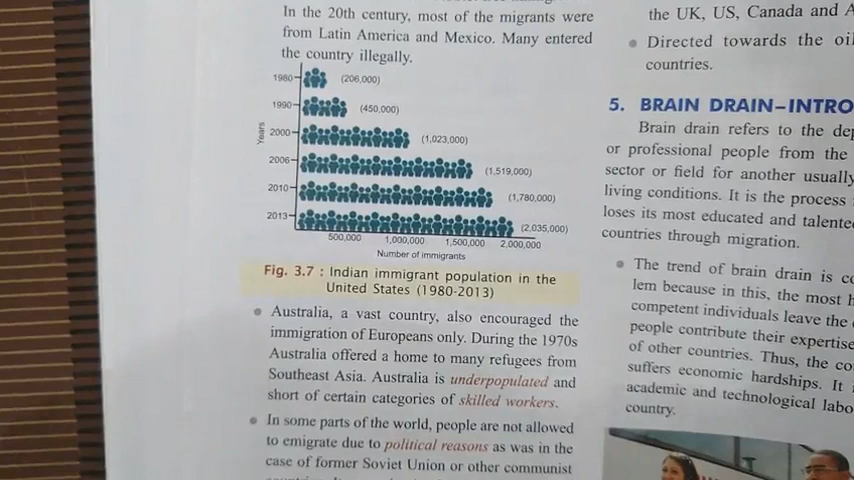 In the 20th century, most of the migrants were
from Latin America and Mexico. Many entered
the country illegally.
1980 (206,000)
1990 (450,000)
2000 (1,023,000)
2006 (1,519,000)
2010 (1,780,000)
2013 (2,035,000)
Years
500,000 1,000,000 1,500,000 2,000,000
Number of immigrants
Fig. 3.7 : Indian immigrant population in the
United States (1980-2013)
• Australia, a vast country, also encouraged the
immigration of Europeans only. During the 1970s
Australia offered a home to many refugees from
Southeast Asia. Australia is underpopulated and
short of certain categories of skilled workers.
• In some parts of the world, people are not allowed
to emigrate due to political reasons as was in the
case of former Soviet Union or other communist
the UK, US, Canada and
• Directed towards the
countries.
5. BRAIN DRAIN–
Brain drain refers to the
or professional people from the
sector or field for another usually
living conditions. It is the process
loses its most educated and
countries through migration.
• The trend of brain drain is
lem because in this, the most
competent individuals leave the
people contribute their expertise
of other countries. Thus, the
suffers economic hardships. It
academic and technological
country.